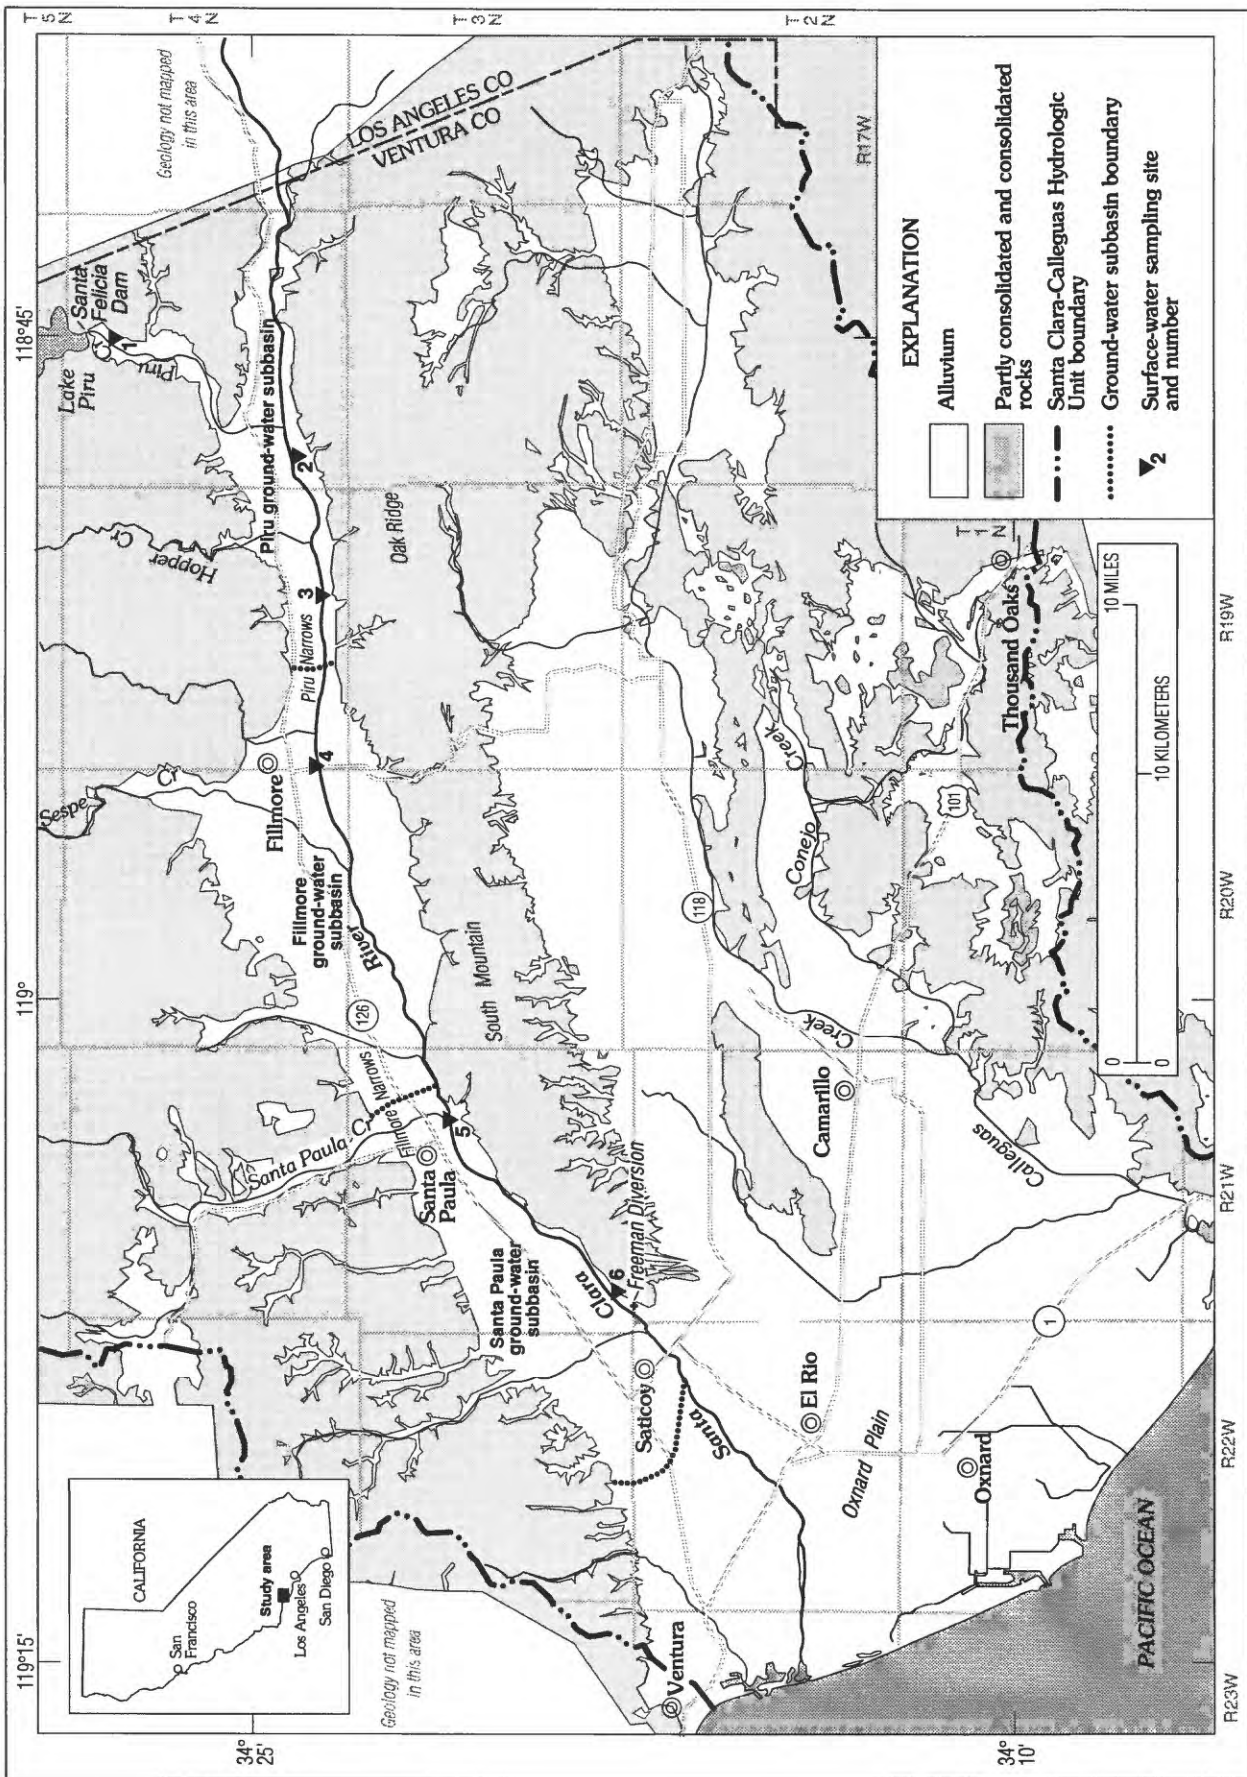 119°15'
119°
118°45'
34°
25'
34°
10'
T
5
N
T
4
N
T
3
N
T
2
N
T
1
N
R23W
R22W
R21W
R20W
R19W
R17W
CALIFORNIA
San
Francisco
Study area
Los Angeles
San Diego
Geology not mapped
in this area
Geology not mapped
in this area
LOS ANGELES CO
VENTURA CO
Lake
Piru
Santa
Felicia
Dam
Piru
Cr
1
Piru ground-water subbasin
2
Hopper
Cr
3
Piru Narrows
4
Sespe
Cr
Fillmore
Fillmore
ground-water
subbasin
River
126
Oak Ridge
South Mountain
Santa Paula Cr
Fillmore Narrows
5
Santa
Paula
Santa Paula
ground-water
subbasin
Clara
6
Freeman Diversion
Saticoy
Santa
Ventura
El Rio
Oxnard Plain
Oxnard
1
Camarillo
Calleguas
Creek
118
Conejo
Creek
101
Thousand Oaks
PACIFIC OCEAN
0
10 MILES
0
10 KILOMETERS
EXPLANATION
Alluvium
Partly consolidated and consolidated
rocks
Santa Clara-Calleguas Hydrologic
Unit boundary
Ground-water subbasin boundary
2
Surface-water sampling site
and number